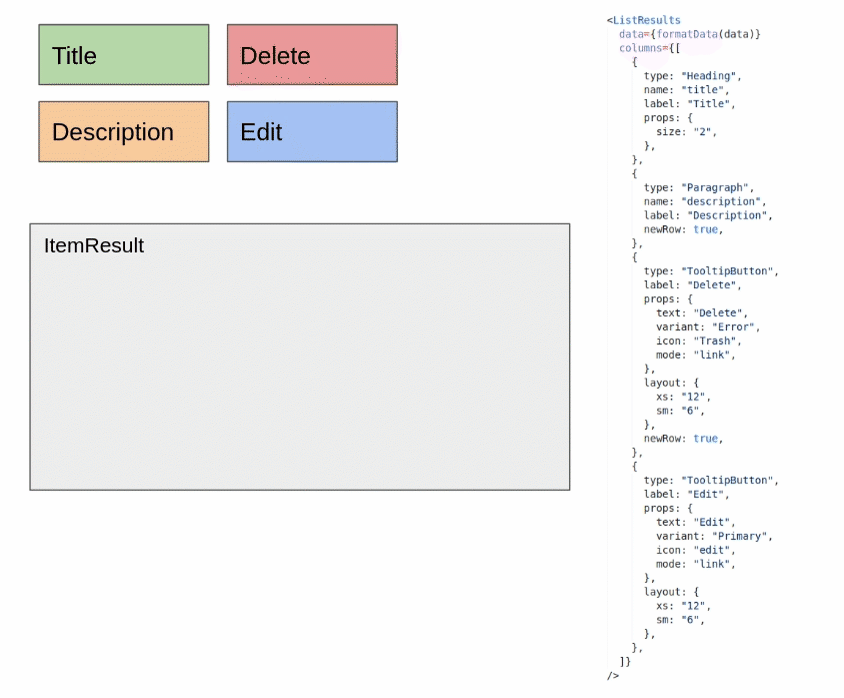 Title
Delete
Description
Edit
ItemResult
<ListResults
  data={formatData(data)}
  columns={[
    {
      type: "Heading",
      name: "title",
      label: "Title",
      props: {
        size: "2",
      },
    },
    {
      type: "Paragraph",
      name: "description",
      label: "Description",
      newRow: true,
    },
    {
      type: "TooltipButton",
      label: "Delete",
      props: {
        text: "Delete",
        variant: "Error",
        icon: "Trash",
        mode: "link",
      },
      layout: {
        xs: "12",
        sm: "6",
      },
      newRow: true,
    },
    {
      type: "TooltipButton",
      label: "Edit",
      props: {
        text: "Edit",
        variant: "Primary",
        icon: "edit",
        mode: "link",
      },
      layout: {
        xs: "12",
        sm: "6",
      },
    },
  ]}
/>